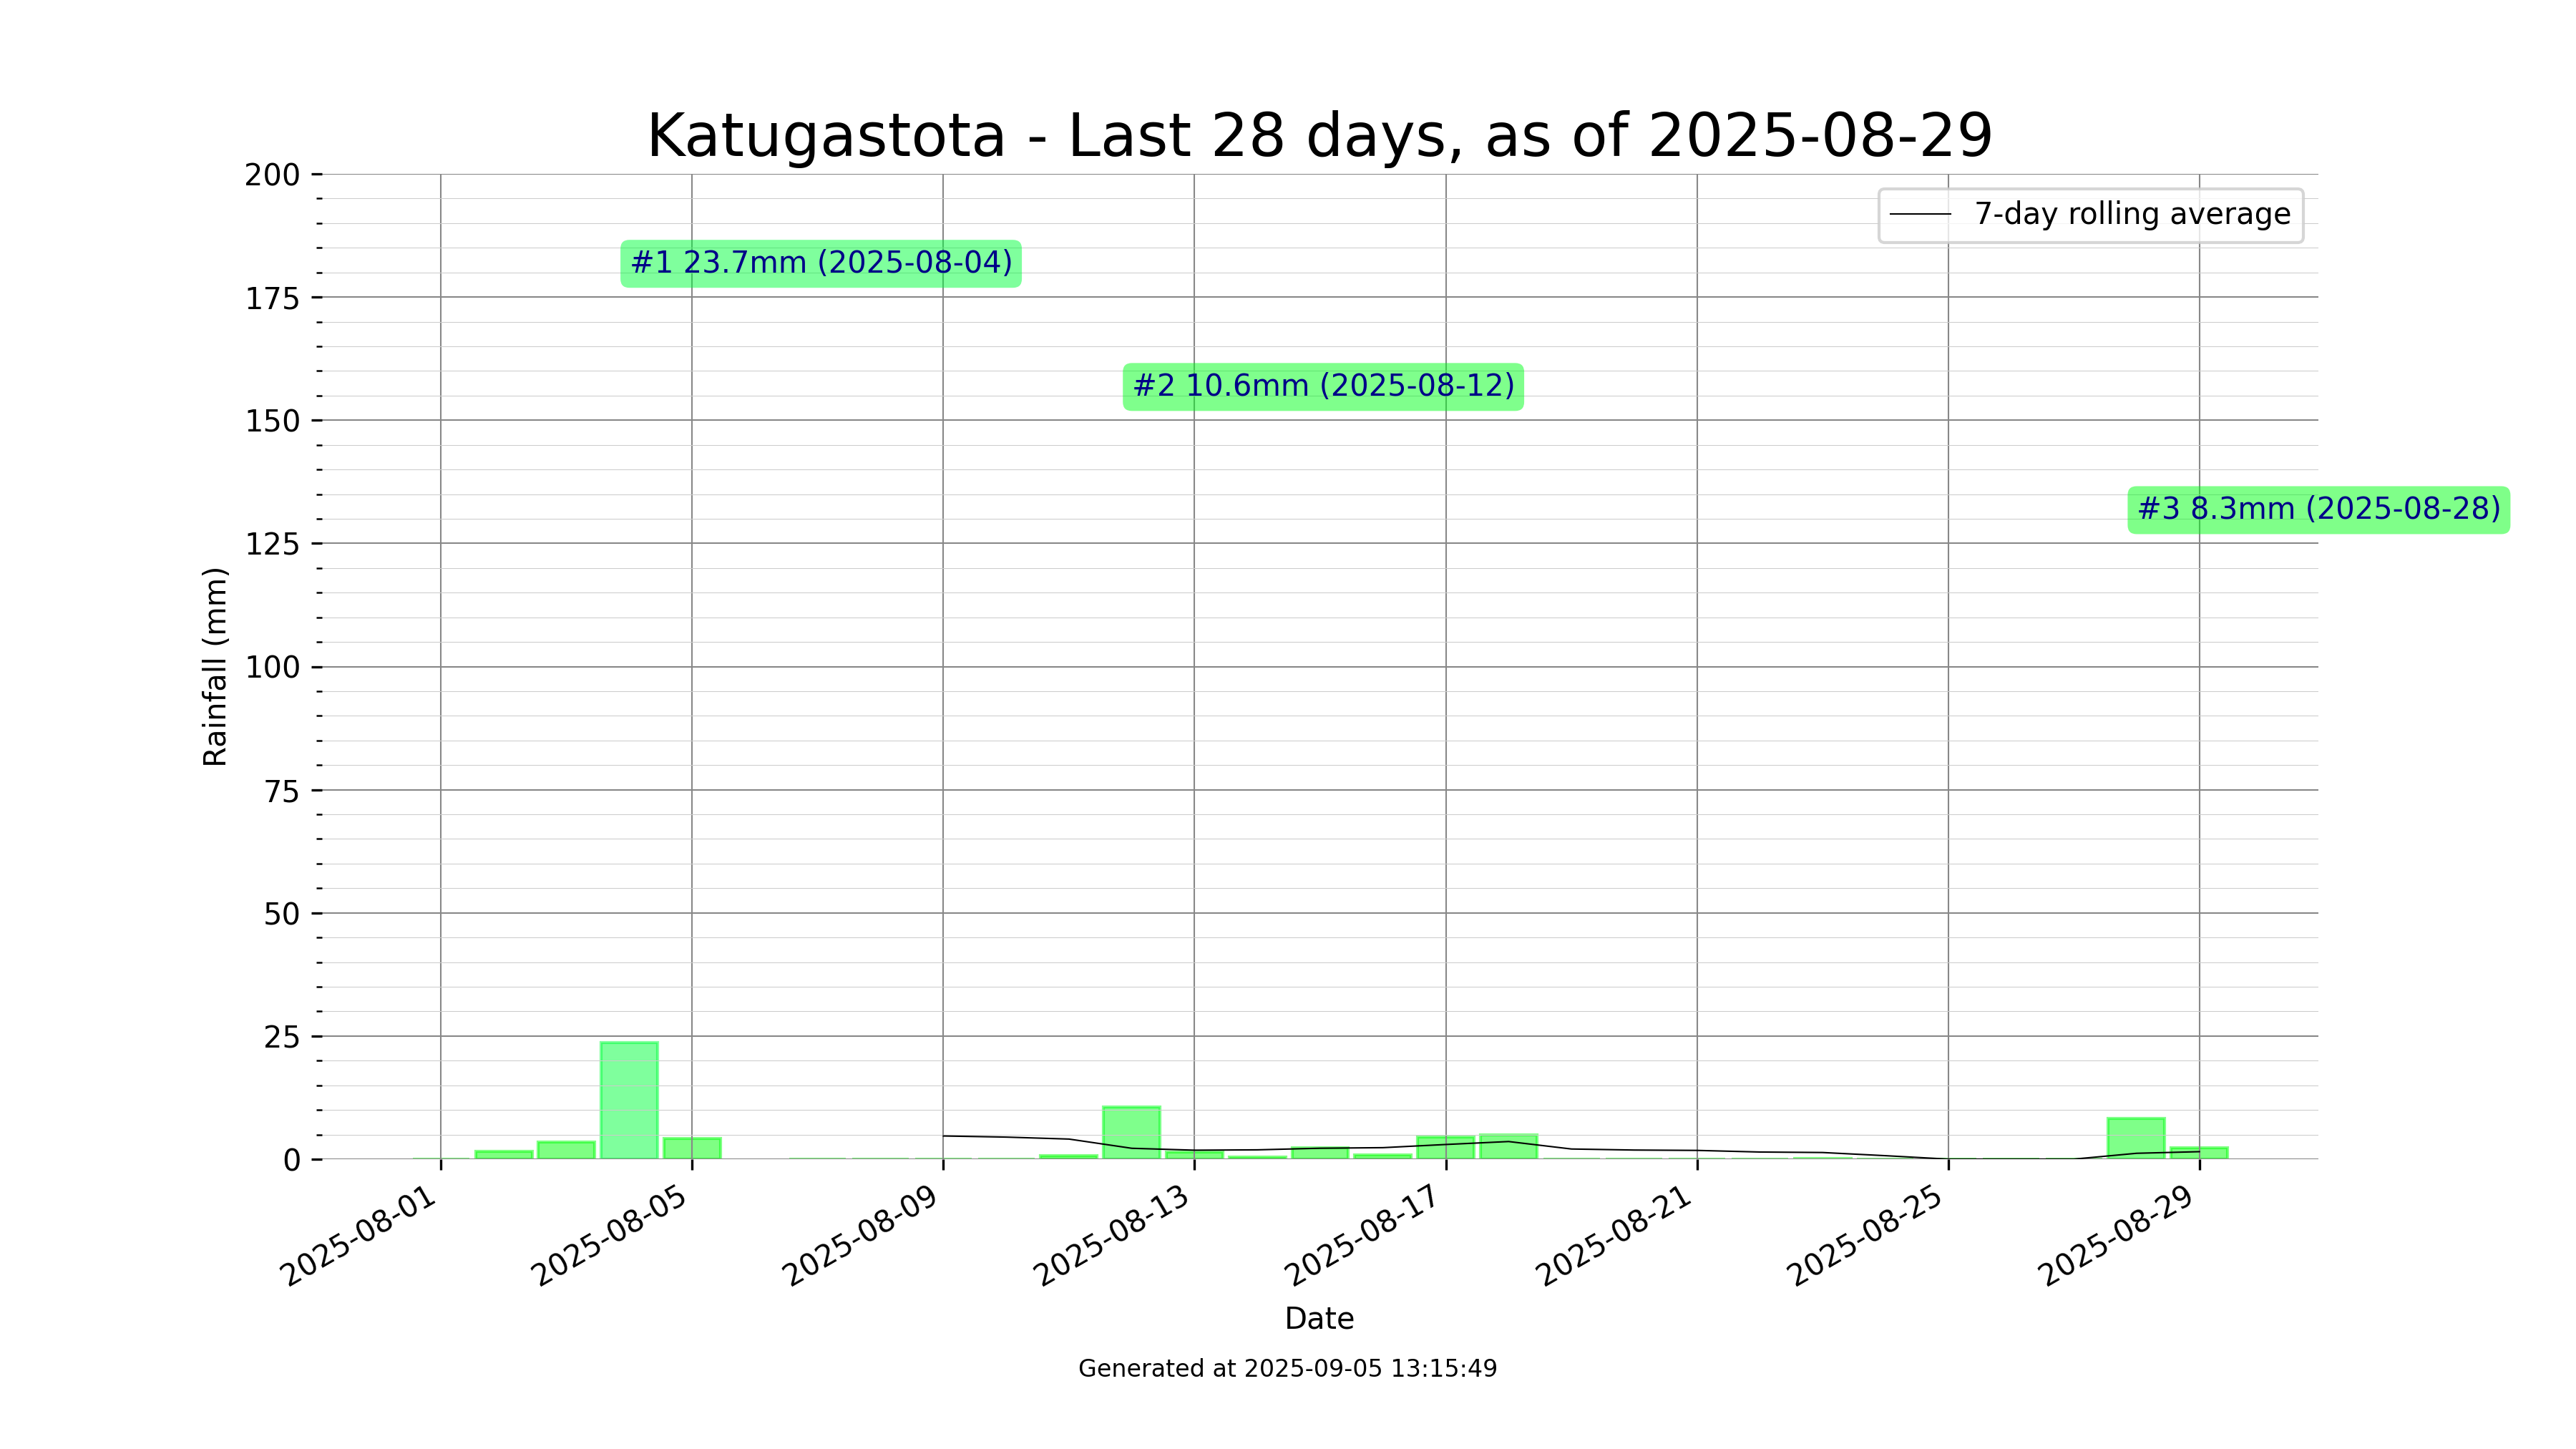 Katugastota - Last 28 days, as of 2025-08-29
7-day rolling average
#1 23.7mm (2025-08-04)
#2 10.6mm (2025-08-12)
#3 8.3mm (2025-08-28)
Rainfall (mm)
200
175
150
125
100
75
50
25
0
2025-08-01
2025-08-05
2025-08-09
2025-08-13
2025-08-17
2025-08-21
2025-08-25
2025-08-29
Date
Generated at 2025-09-05 13:15:49